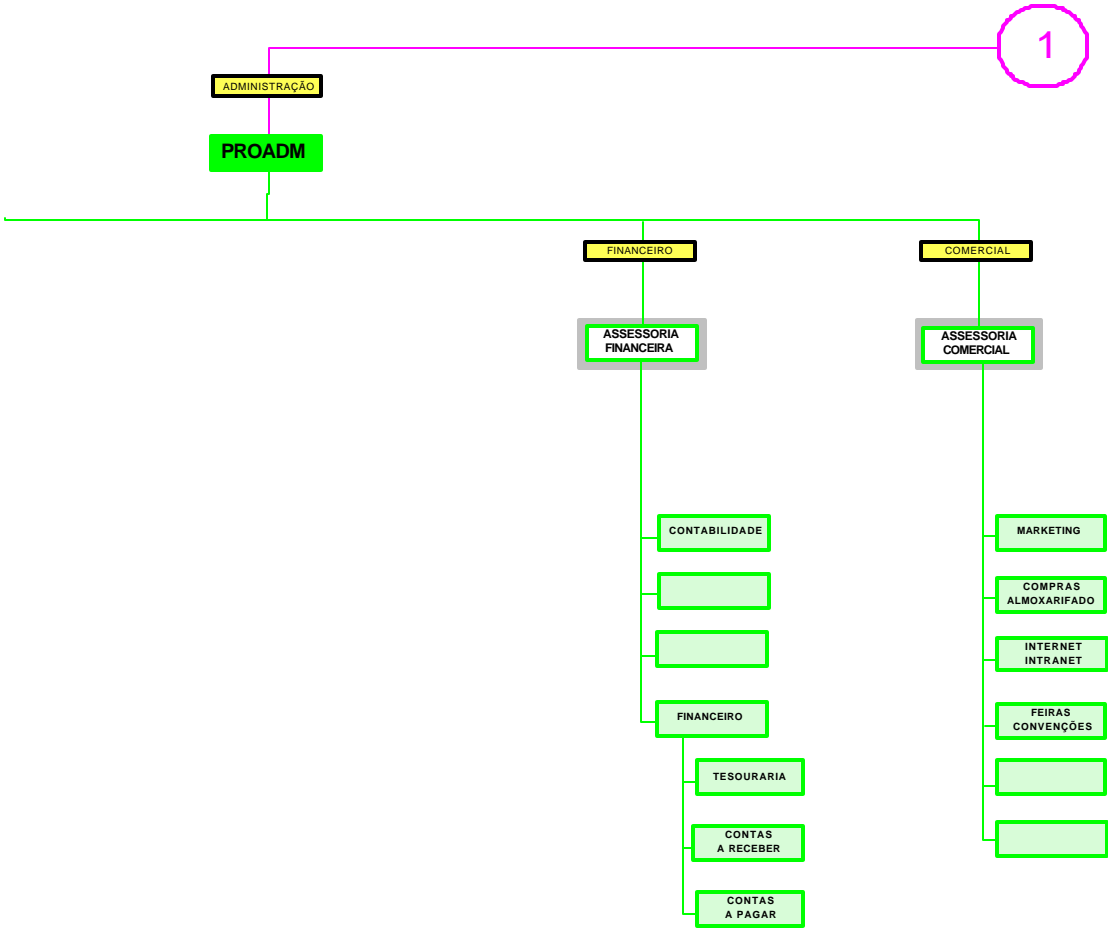 1
ADMINISTRAÇÃO
PROADM
FINANCEIRO
COMERCIAL
ASSESSORIA
FINANCEIRA
ASSESSORIA
COMERCIAL
CONTABILIDADE
FINANCEIRO
TESOURARIA
CONTAS
A RECEBER
CONTAS
A PAGAR
MARKETING
COMPRAS
ALMOXARIFADO
INTERNET
INTRANET
FEIRAS
CONVENÇÕES